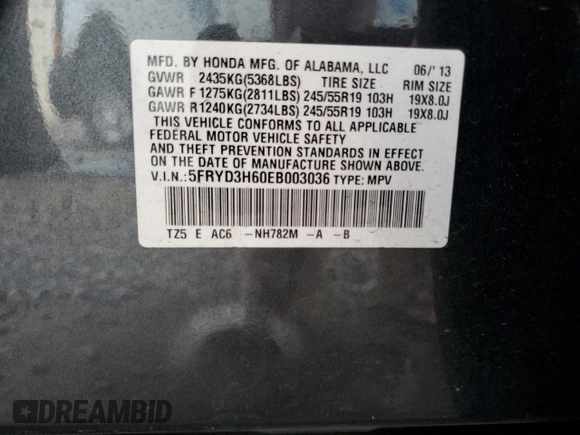 MFD. BY HONDA MFG. OF ALABAMA, LLC 06/'13
GVWR 2435KG(5368LBS) TIRE SIZE RIM SIZE
GAWR F 1275KG(2811LBS) 245/55R19 103H 19X8.0J
GAWR R1240KG(2734LBS) 245/55R19 103H 19X8.0J
THIS VEHICLE CONFORMS TO ALL APPLICABLE
FEDERAL MOTOR VEHICLE SAFETY
AND THEFT PREVENTION STANDARDS IN EFFECT
ON THE DATE OF MANUFACTURE SHOWN ABOVE.
V.I.N.: 5FRYD3H60EB003036 TYPE: MPV
TZ5 E AC6 -NH782M -A -B
DREAMBID